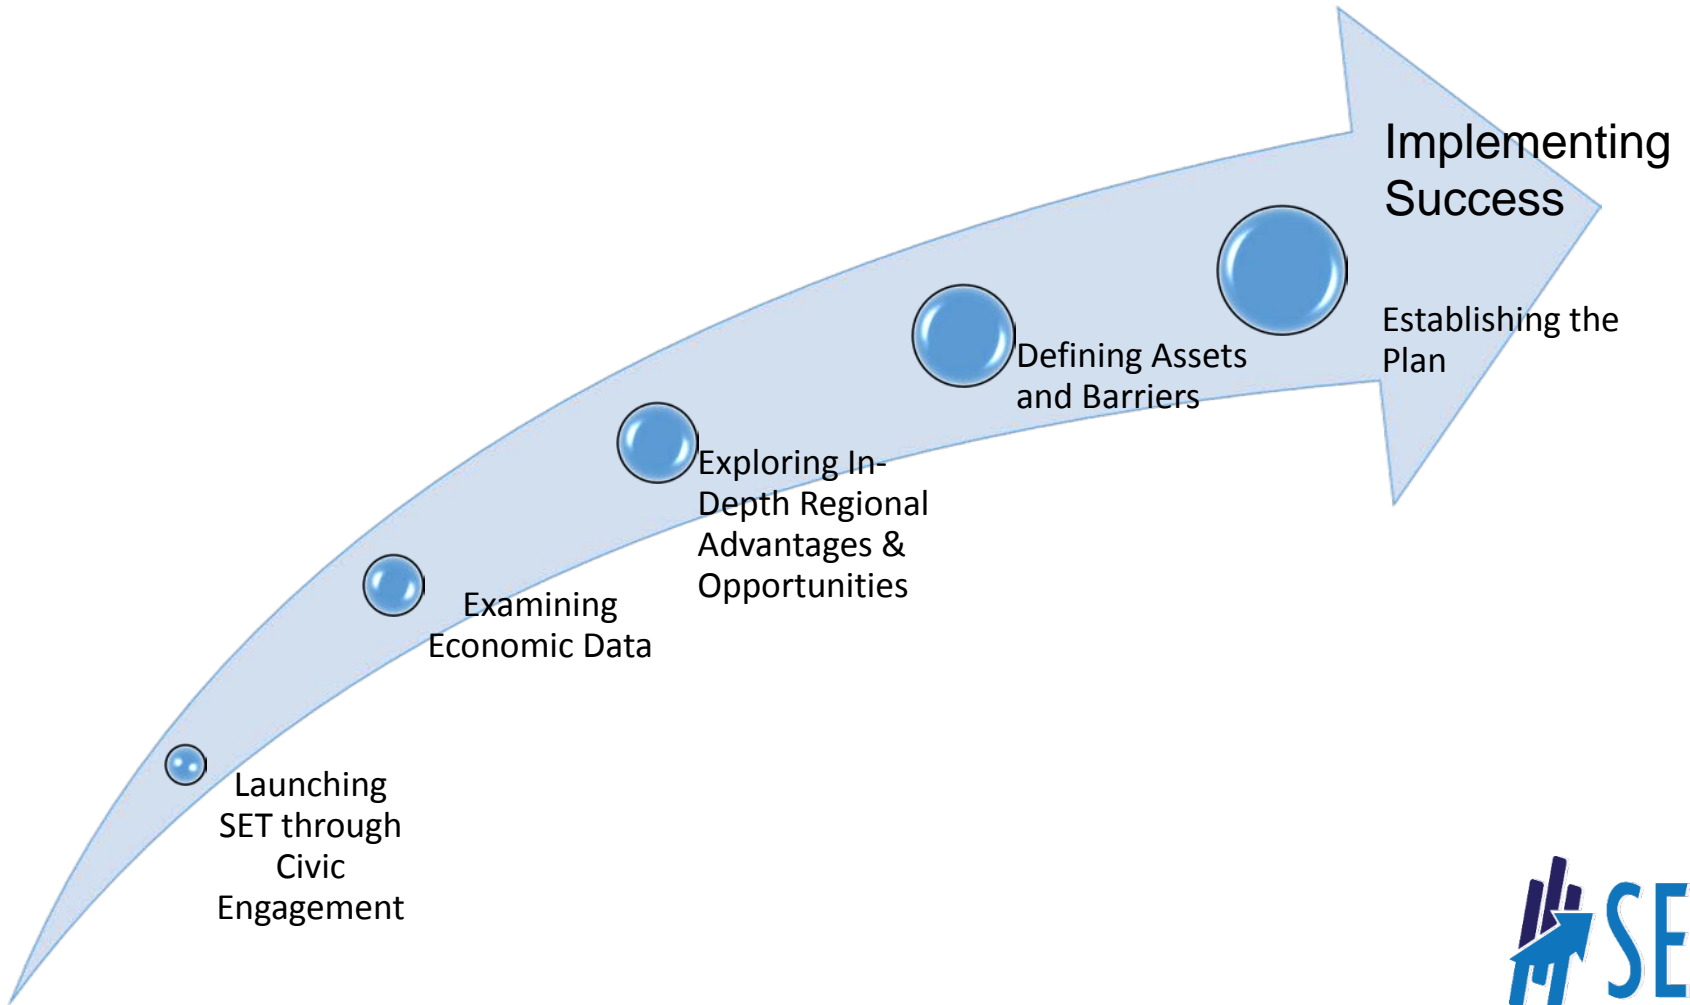 Implementing
Success
Establishing the
Plan
Defining Assets
and Barriers
Exploring In-
Depth Regional
Advantages &
Opportunities
Examining
Economic Data
Launching
SET through
Civic
Engagement
SE